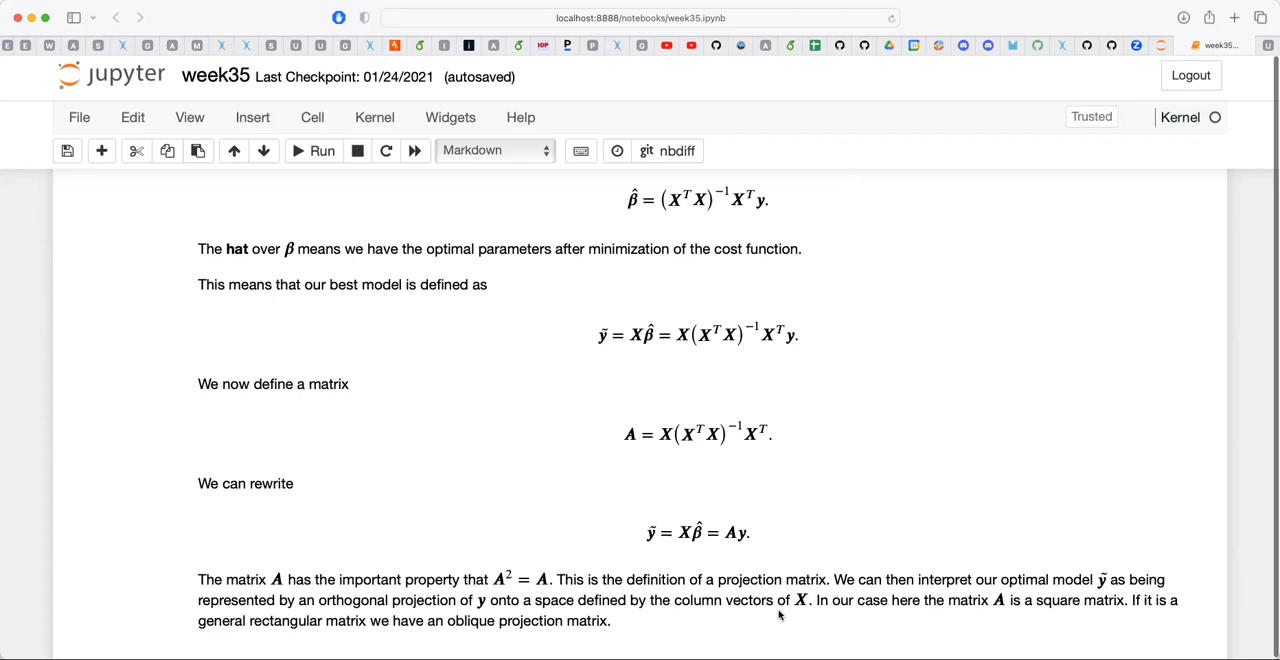 localhost:8888/notebooks/week35.ipynb
E E W A S X G A M X X S U U G X A I i A IOP P P X G A X Z week35... U
jupyter week35 Last Checkpoint: 01/24/2021 (autosaved) Logout
File Edit View Insert Cell Kernel Widgets Help Trusted Kernel
Run Markdown git nbdiff
β̂ = (XᵀX)⁻¹Xᵀy.
The hat over β means we have the optimal parameters after minimization of the cost function.
This means that our best model is defined as
ỹ = Xβ̂ = X(XᵀX)⁻¹Xᵀy.
We now define a matrix
A = X(XᵀX)⁻¹Xᵀ.
We can rewrite
ỹ = Xβ̂ = Ay.
The matrix A has the important property that A² = A. This is the definition of a projection matrix. We can then interpret our optimal model ỹ as being
represented by an orthogonal projection of y onto a space defined by the column vectors of X. In our case here the matrix A is a square matrix. If it is a
general rectangular matrix we have an oblique projection matrix.